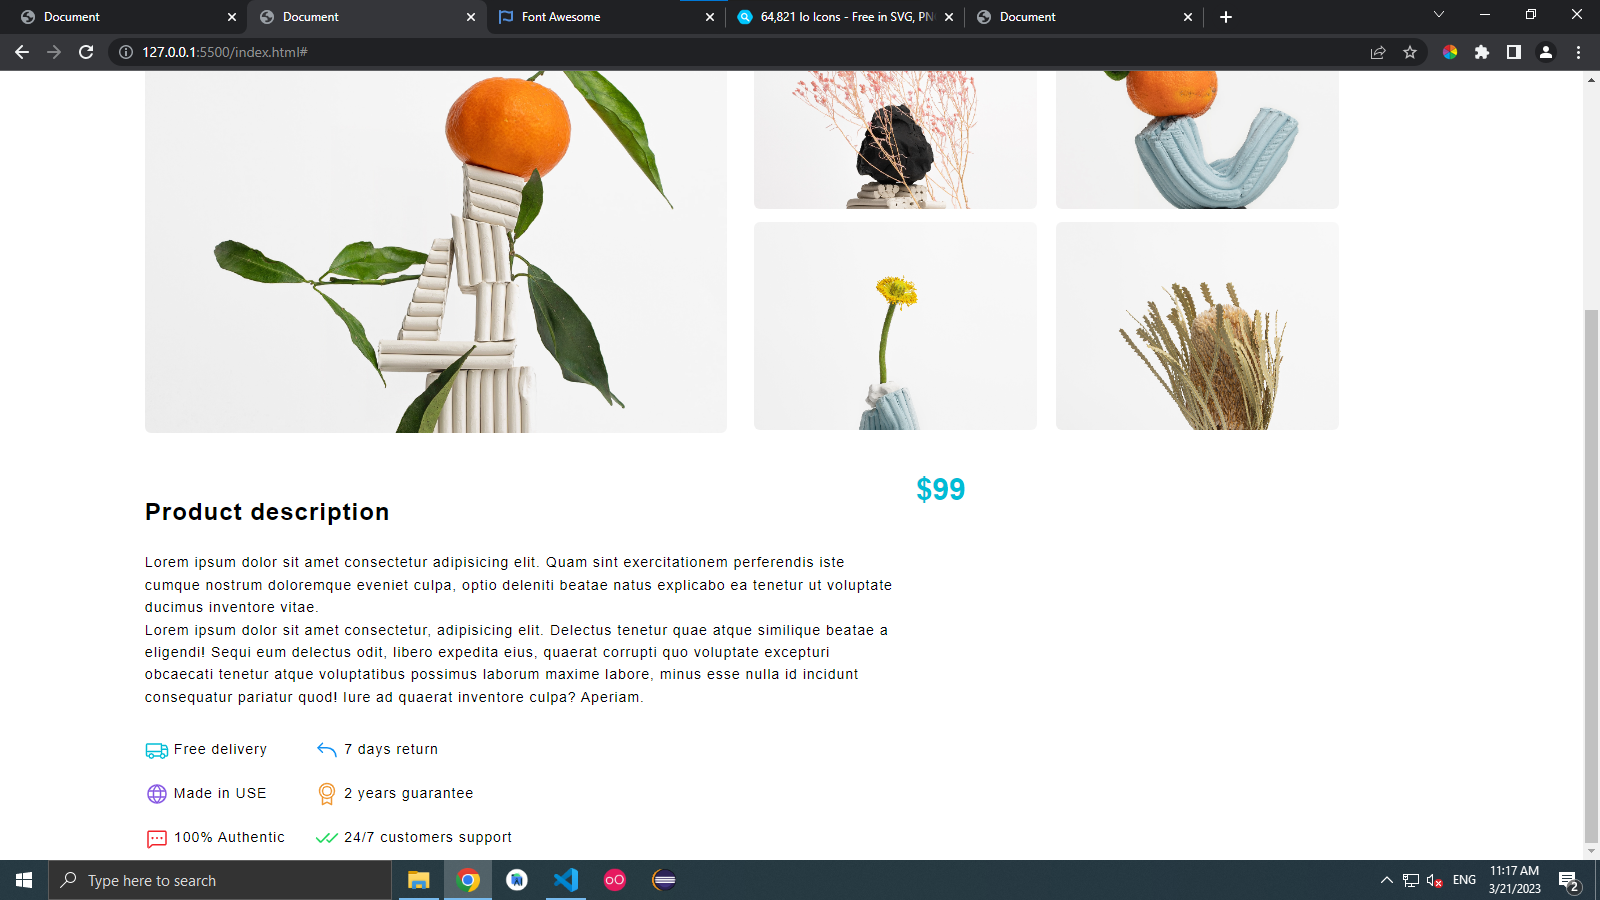 Document
Document
Font Awesome
64,821 Io Icons - Free in SVG, PN
Document
127.0.0.1:5500/index.html#
$99
Product description
Lorem ipsum dolor sit amet consectetur adipisicing elit. Quam sint exercitationem perferendis iste
cumque nostrum doloremque eveniet culpa, optio deleniti beatae natus explicabo ea tenetur ut voluptate
ducimus inventore vitae.
Lorem ipsum dolor sit amet consectetur, adipisicing elit. Delectus tenetur quae atque similique beatae a
eligendi! Sequi eum delectus odit, libero expedita eius, quaerat corrupti quo voluptate excepturi
obcaecati tenetur atque voluptatibus possimus laborum maxime labore, minus esse nulla id incidunt
consequatur pariatur quod! Iure ad quaerat inventore culpa? Aperiam.
Free delivery
7 days return
Made in USE
2 years guarantee
100% Authentic
24/7 customers support
Type here to search
ENG
11:17 AM
3/21/2023
2